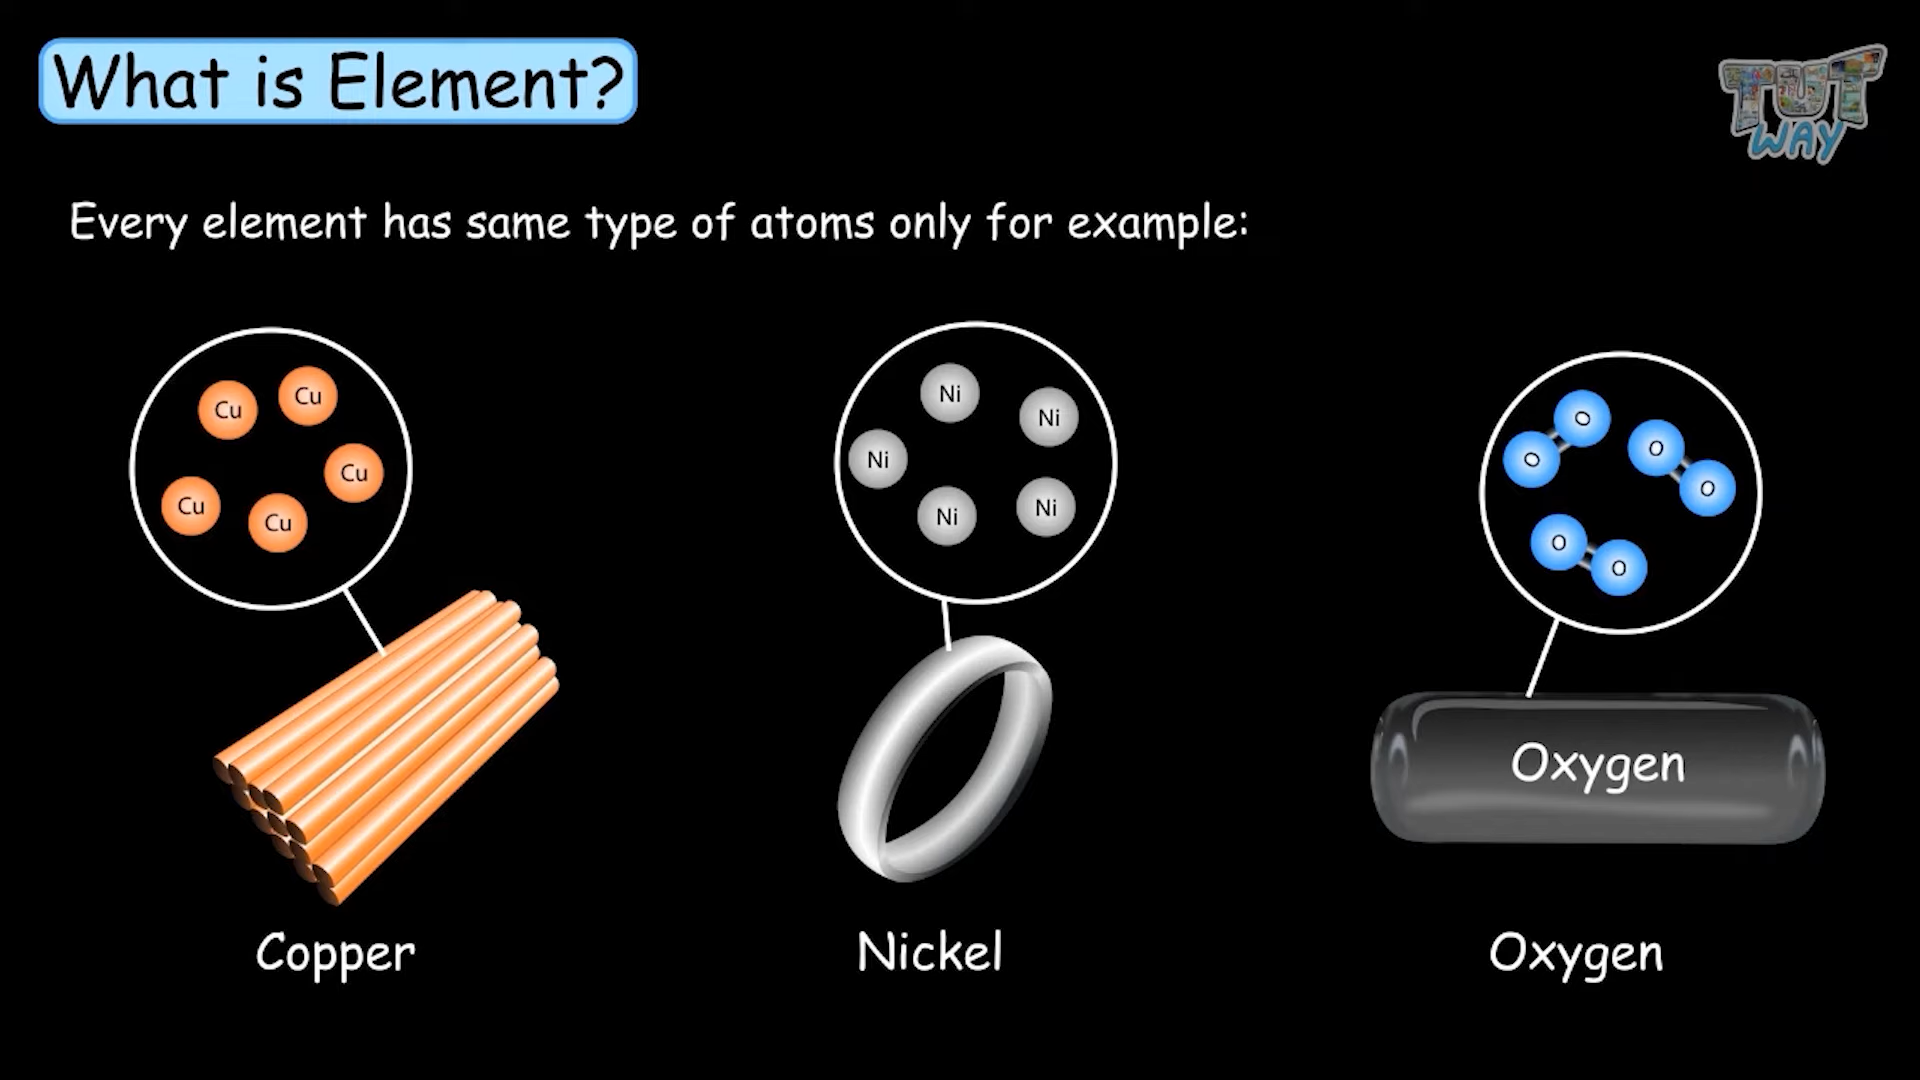 What is Element?
TUT
WAY
Every element has same type of atoms only for example:
Cu
Cu
Cu
Cu
Cu
Ni
Ni
Ni
Ni
Ni
O
O
O
O
O
O
Oxygen
Copper
Nickel
Oxygen